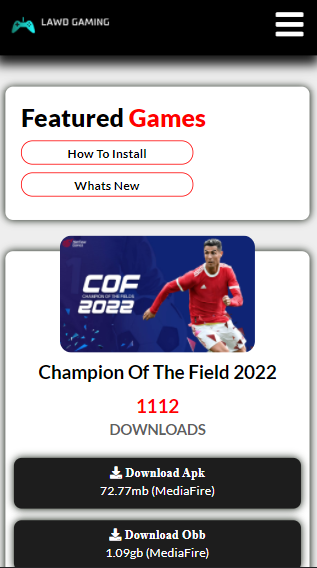 LAWD GAMING
Featured Games
How To Install
Whats New
COF
CHAMPION OF THE FIELDS
2022
Champion Of The Field 2022
1112
DOWNLOADS
Download Apk
72.77mb (MediaFire)
Download Obb
1.09gb (MediaFire)